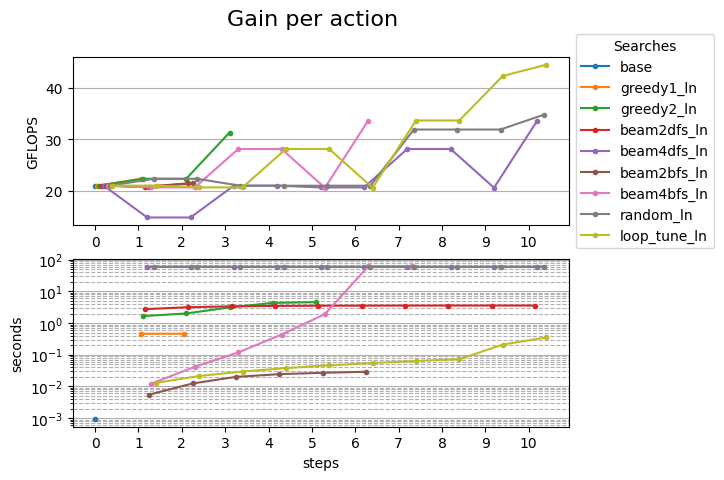 Gain per action
GFLOPS
40
30
20
0 1 2 3 4 5 6 7 8 9 10
Searches
base
greedy1_ln
greedy2_ln
beam2dfs_ln
beam4dfs_ln
beam2bfs_ln
beam4bfs_ln
random_ln
loop_tune_ln
seconds
10²
10¹
10⁰
10⁻¹
10⁻²
10⁻³
0 1 2 3 4 5 6 7 8 9 10
steps